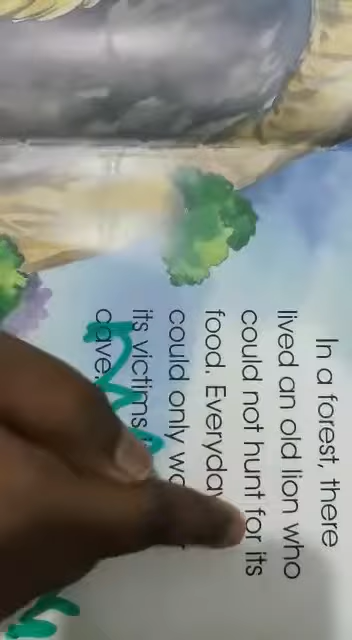 In a forest, there
lived an old lion who
could not hunt for its
food. Everyday
could only
its victims
cave.